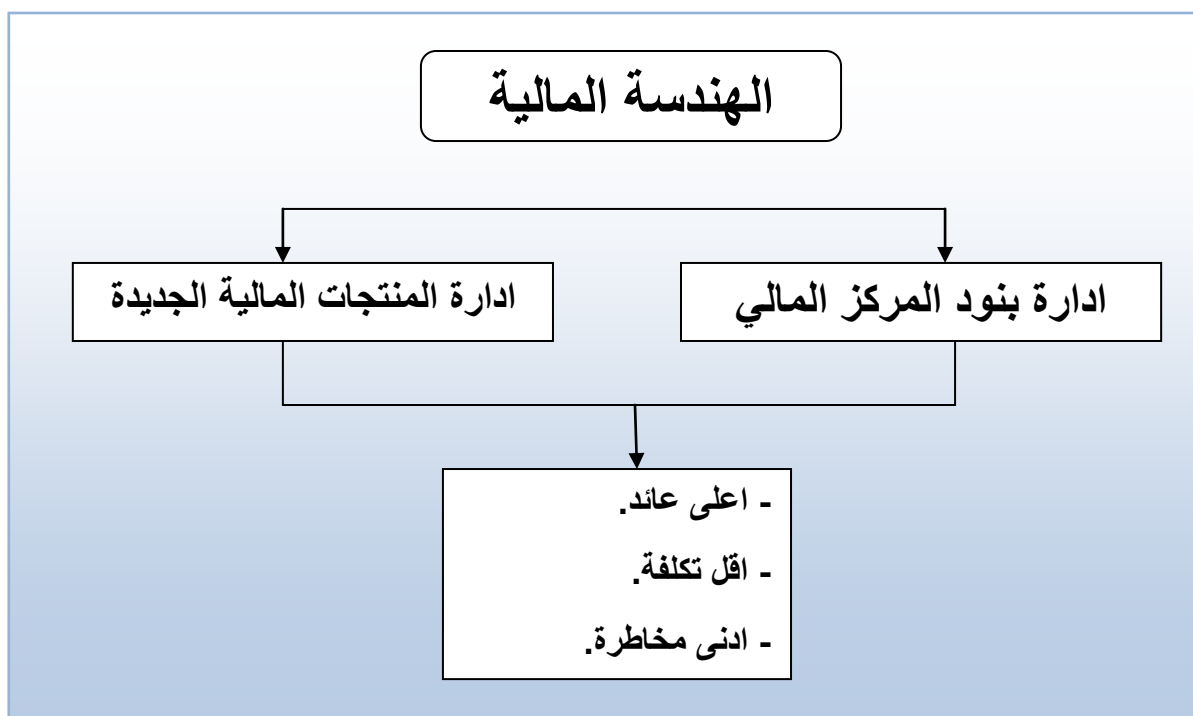 الهندسة المالية
ادارة بنود المركز المالي
ادارة المنتجات المالية الجديدة
- اعلى عائد.
- اقل تكلفة.
- ادنى مخاطرة.